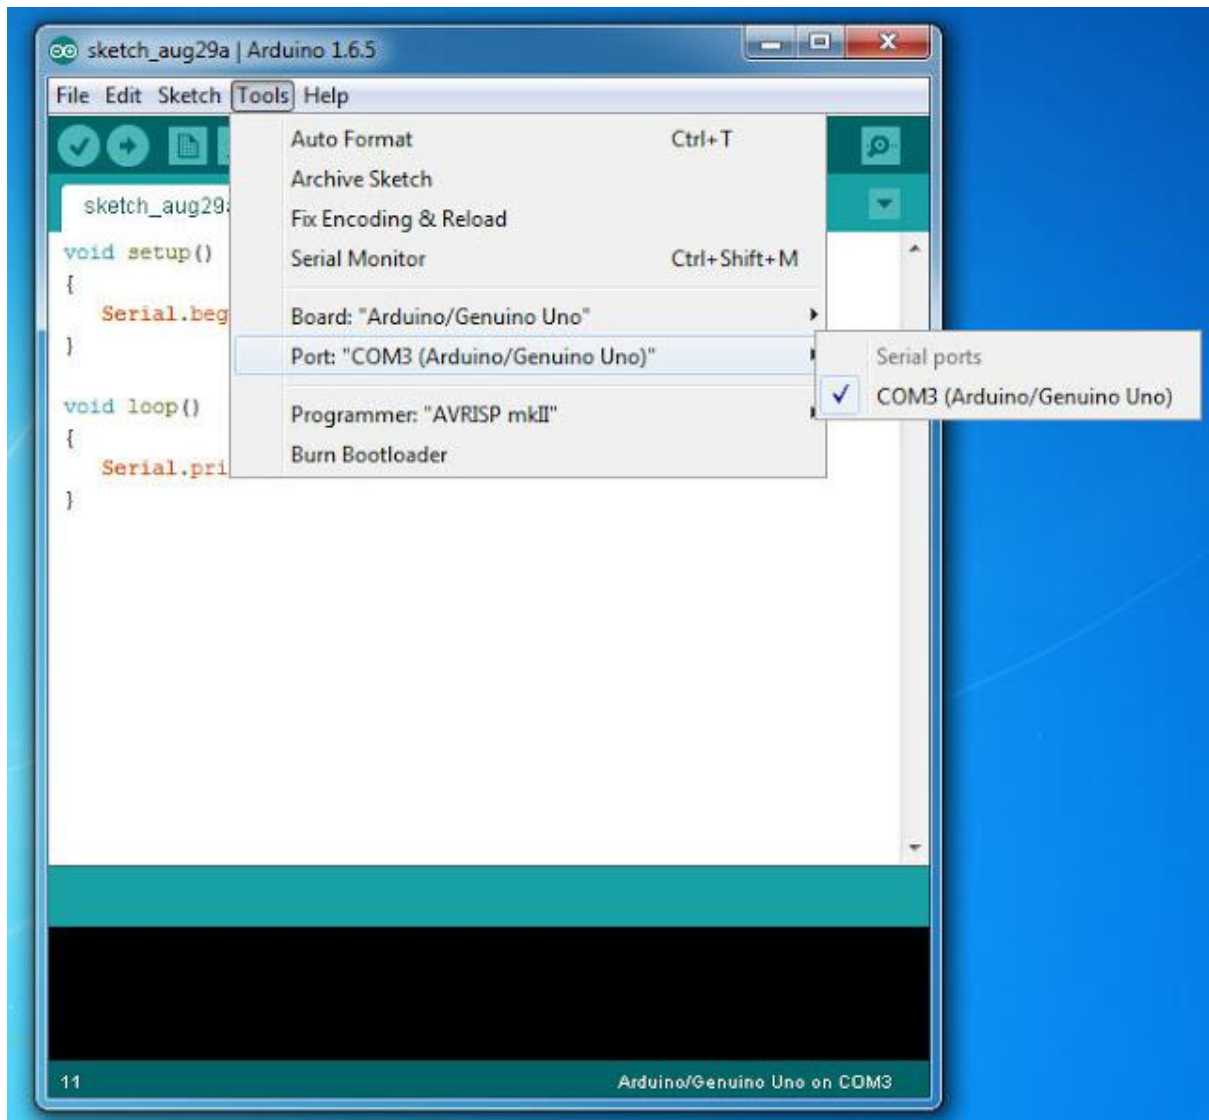 sketch_aug29a | Arduino 1.6.5
File Edit Sketch Tools Help
Auto Format Ctrl+T
Archive Sketch
sketch_aug29a
Fix Encoding & Reload
void setup()
Serial Monitor Ctrl+Shift+M
{
Serial.beg
Board: "Arduino/Genuino Uno"
}
Port: "COM3 (Arduino/Genuino Uno)"
Serial ports
COM3 (Arduino/Genuino Uno)
void loop()
Programmer: "AVRISP mkII"
{
Burn Bootloader
Serial.pri
}
11 Arduino/Genuino Uno on COM3